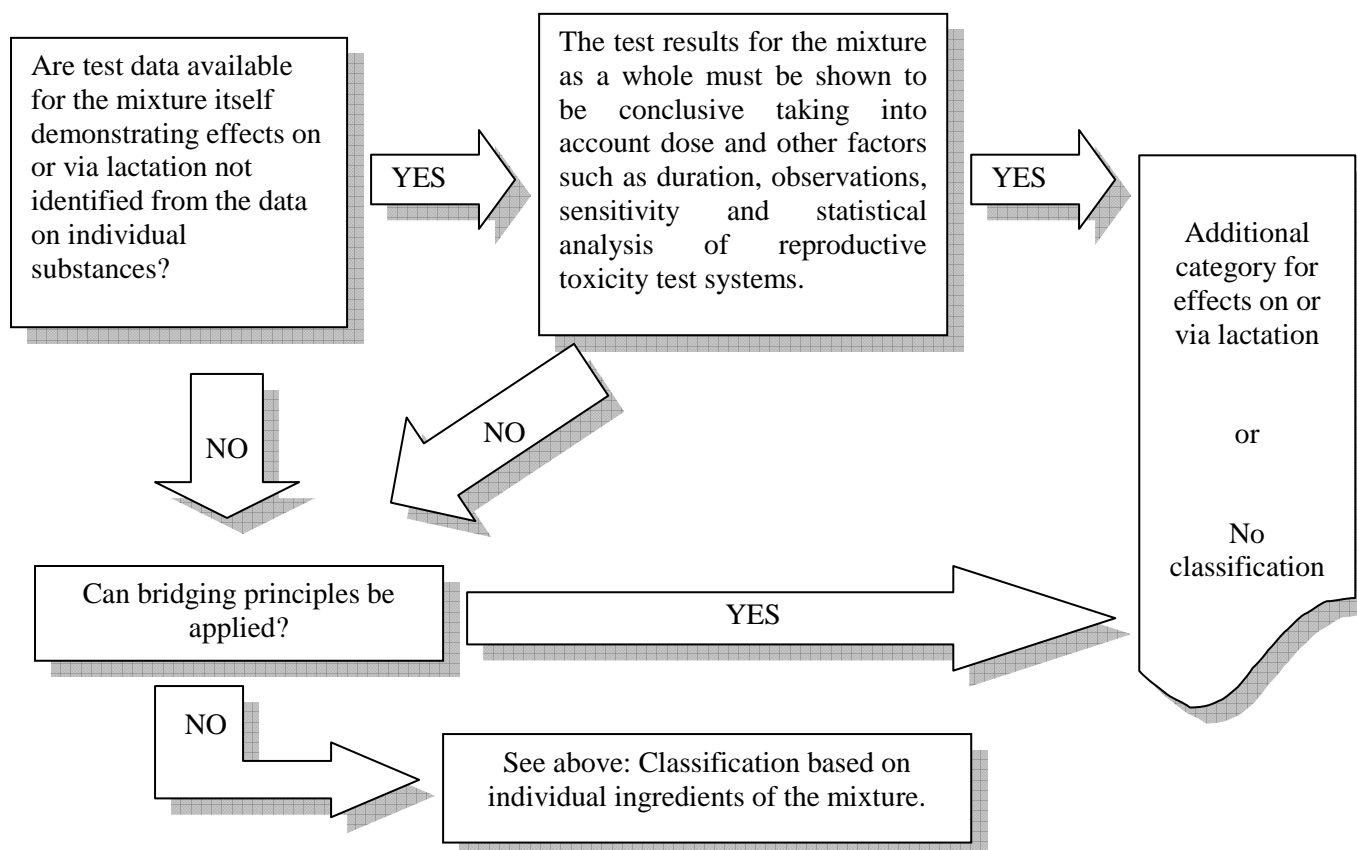 Are test data available
for the mixture itself
demonstrating effects on
or via lactation not
identified from the data
on individual
substances?
YES
The test results for the mixture
as a whole must be shown to
be conclusive taking into
account dose and other factors
such as duration, observations,
sensitivity and statistical
analysis of reproductive
toxicity test systems.
YES
Additional
category for
effects on or
via lactation
or
No
classification
NO
NO
Can bridging principles be
applied?
YES
NO
See above: Classification based on
individual ingredients of the mixture.